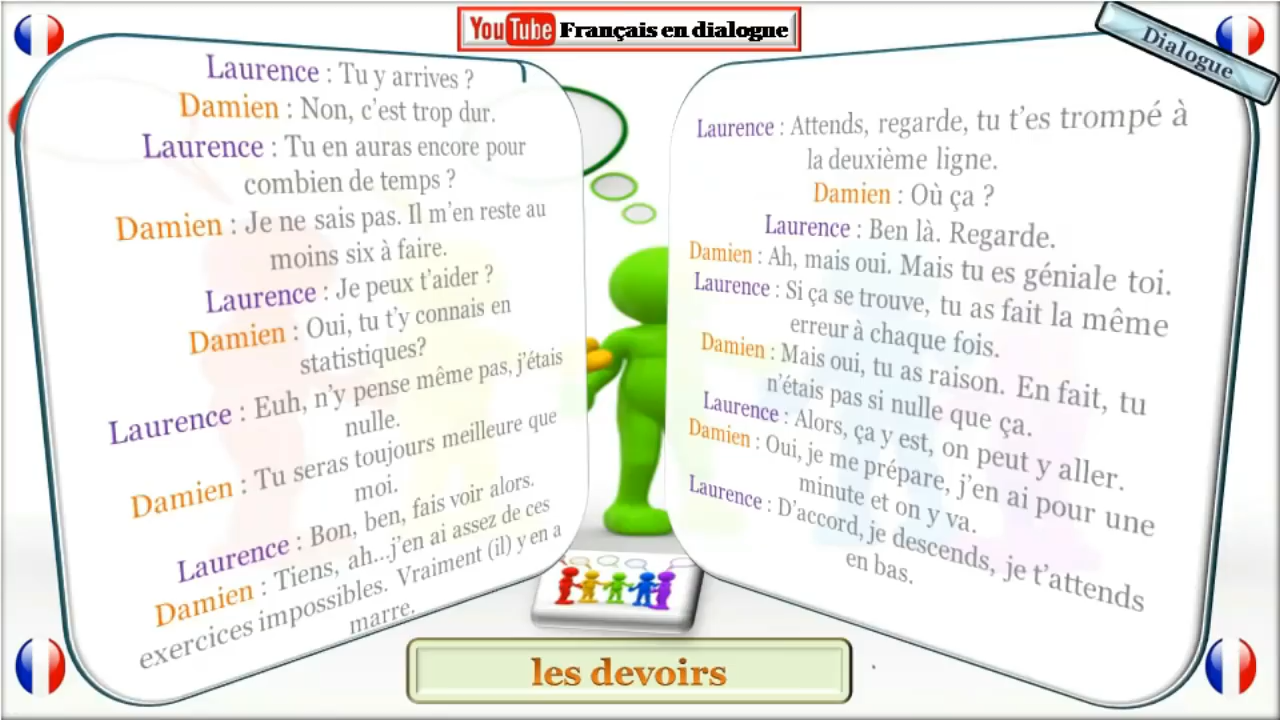 YouTube Français en dialogue
Dialogue
Laurence : Tu y arrives ?
Damien : Non, c'est trop dur.
Laurence : Tu en auras encore pour
combien de temps ?
Damien : Je ne sais pas. Il m'en reste au
moins six à faire.
Laurence : Je peux t'aider ?
Damien : Oui, tu t'y connais en
statistiques?
Laurence : Euh, n'y pense même pas, j'étais
nulle.
Damien : Tu seras toujours meilleure que
moi.
Laurence : Bon, ben, fais voir alors.
Damien : Tiens, ah...j'en ai assez de ces
exercices impossibles. Vraiment (il) y en a
marre.
Laurence : Attends, regarde, tu t'es trompé à
la deuxième ligne.
Damien : Où ça ?
Laurence : Ben là. Regarde.
Damien : Ah, mais oui. Mais tu es géniale toi.
Laurence : Si ça se trouve, tu as fait la même
erreur à chaque fois.
Damien : Mais oui, tu as raison. En fait, tu
n'étais pas si nulle que ça.
Laurence : Alors, ça y est, on peut y aller.
Damien : Oui, je me prépare, j'en ai pour une
minute et on y va.
Laurence : D'accord, je descends, je t'attends
en bas.
les devoirs